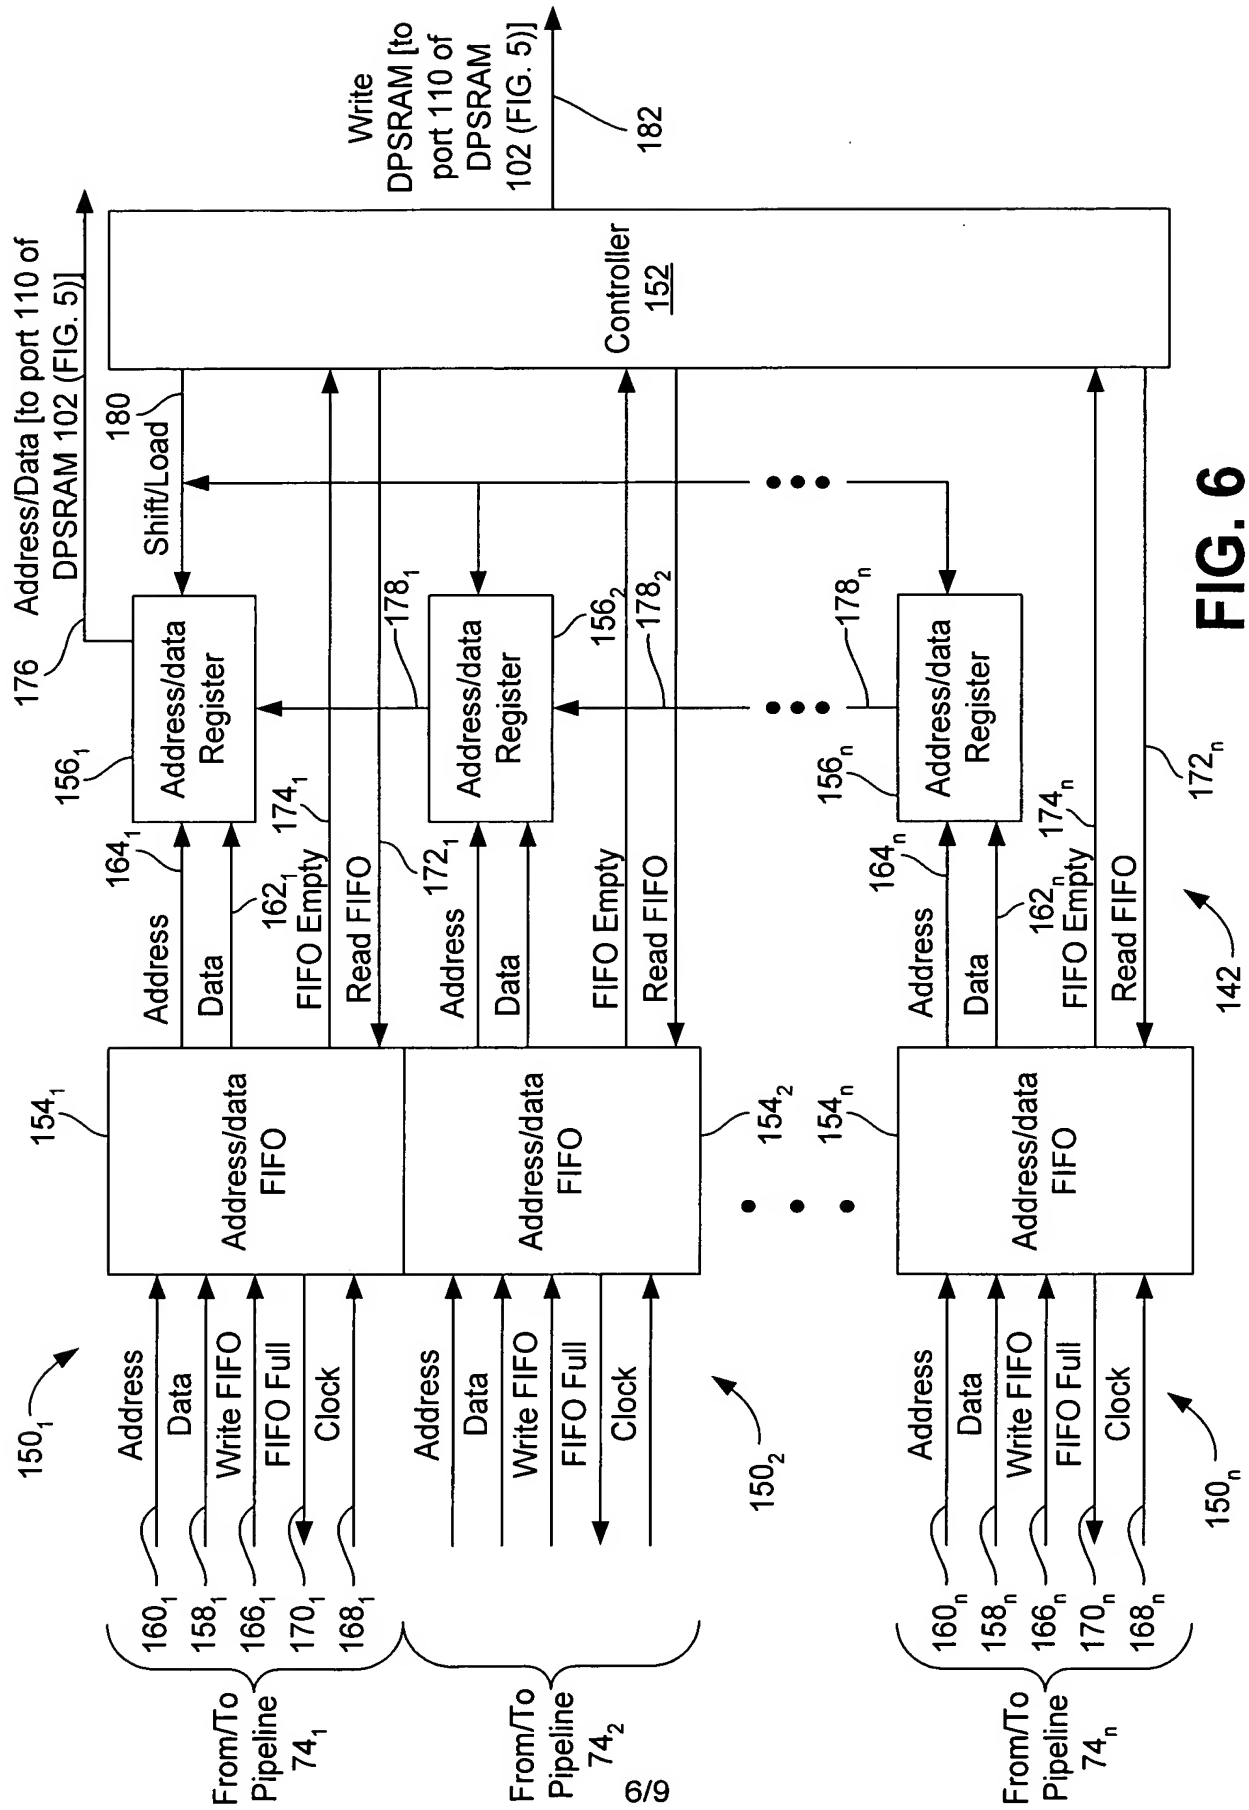 Address/Data [to port 110 of
DPSRAM 102 (FIG. 5)]
176
Write
DPSRAM [to
port 110 of
DPSRAM
102 (FIG. 5)]
182
Controller
152
180
Shift/Load
156₁
Address/data
Register
178₁
164₁
Address
162₁
Data
174₁
FIFO Empty
172₁
Read FIFO
154₁
Address/data
FIFO
150₁
Address
Data
Write FIFO
FIFO Full
Clock
160₁
158₁
166₁
170₁
168₁
From/To
Pipeline
74₁
156₂
Address/data
Register
178₂
Address
Data
FIFO Empty
Read FIFO
154₂
Address/data
FIFO
150₂
Address
Data
Write FIFO
FIFO Full
Clock
From/To
Pipeline
74₂
156ₙ
Address/data
Register
178ₙ
164ₙ
Address
162ₙ
Data
174ₙ
FIFO Empty
172ₙ
Read FIFO
154ₙ
Address/data
FIFO
150ₙ
Address
Data
Write FIFO
FIFO Full
Clock
160ₙ
158ₙ
166ₙ
170ₙ
168ₙ
From/To
Pipeline
74ₙ
142
FIG. 6
6/9